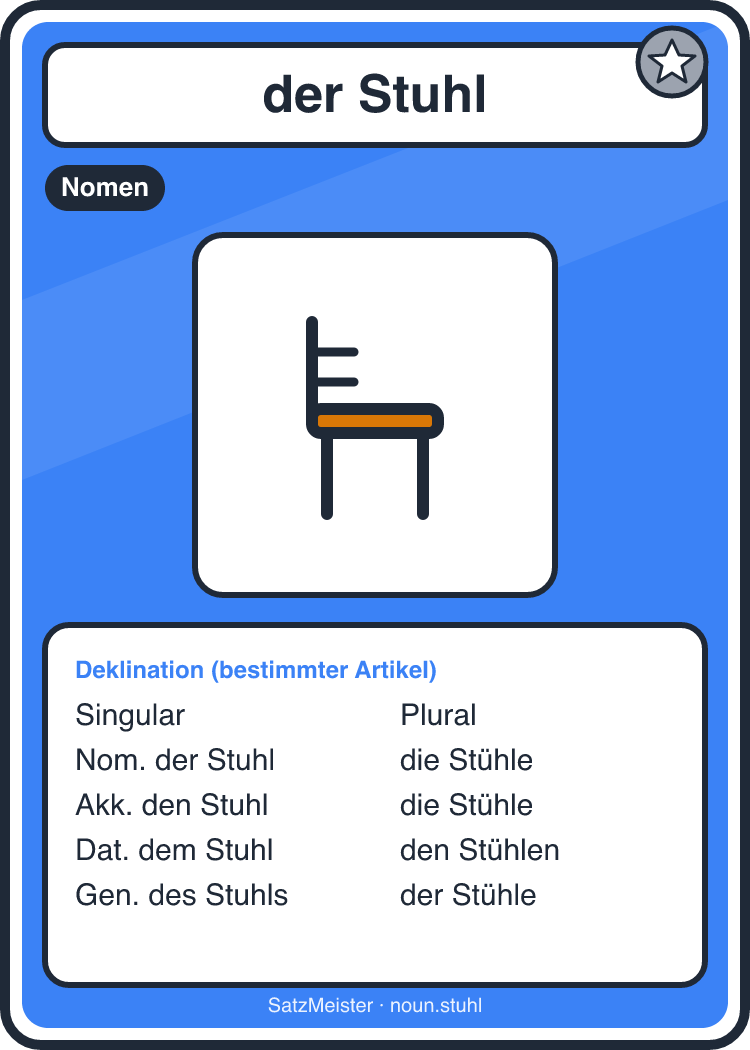 der Stuhl
Nomen
Deklination (bestimmter Artikel)
Singular Plural
Nom. der Stuhl die Stühle
Akk. den Stuhl die Stühle
Dat. dem Stuhl den Stühlen
Gen. des Stuhls der Stühle
SatzMeister · noun.stuhl